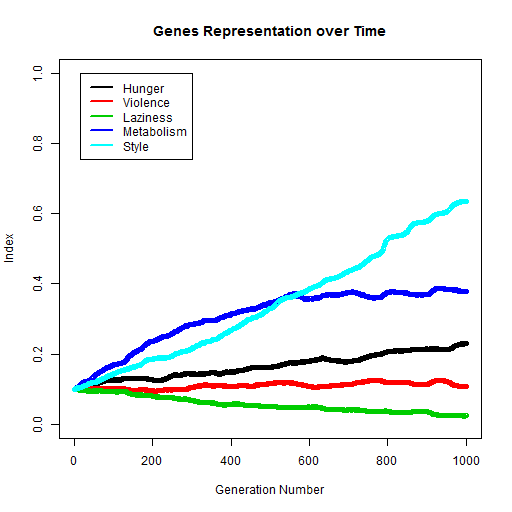 Genes Representation over Time
1.0
0.8
0.6
0.4
0.2
0.0
Index
Hunger
Violence
Laziness
Metabolism
Style
0 200 400 600 800 1000
Generation Number